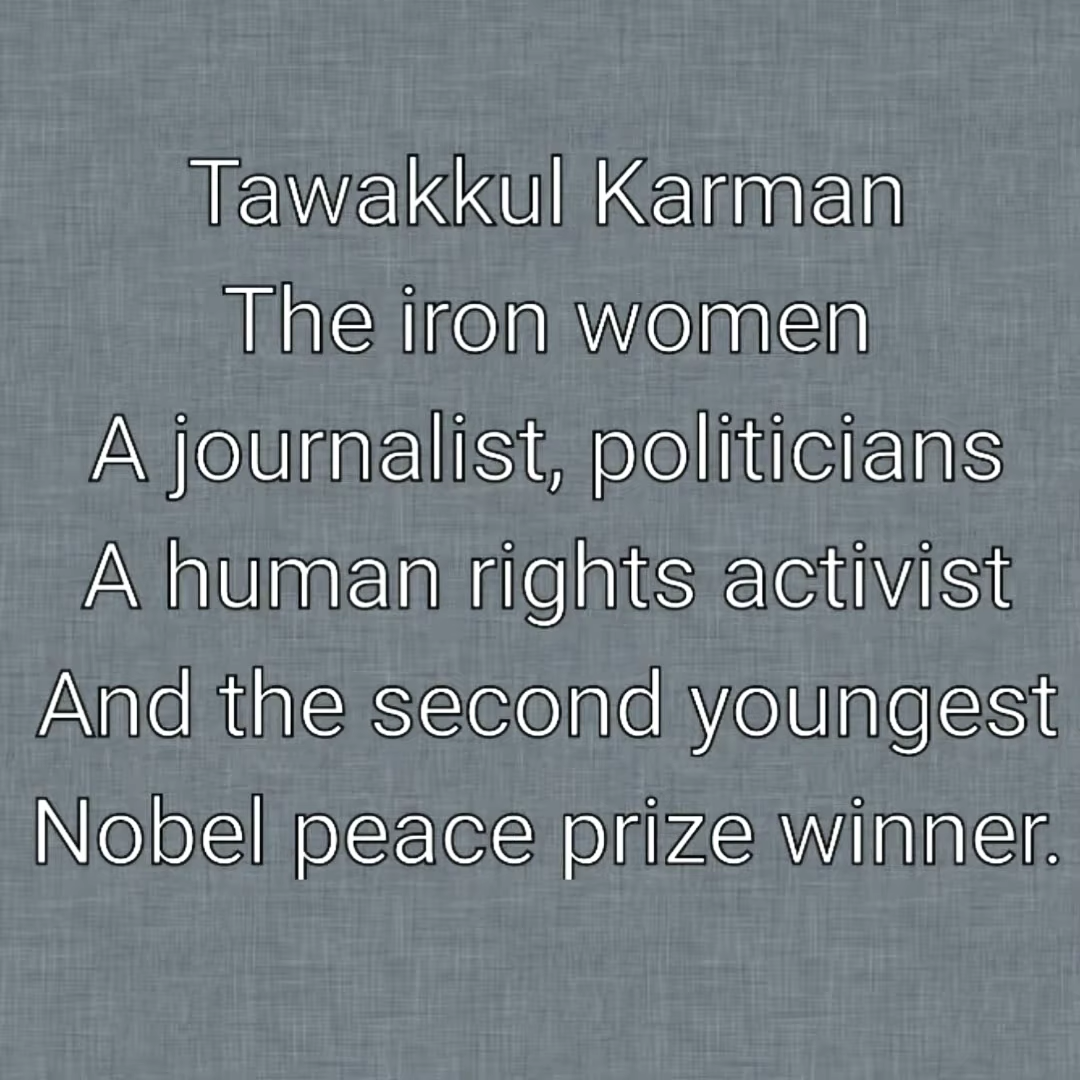 Tawakkul Karman
The iron women
A journalist, politicians
A human rights activist
And the second youngest
Nobel peace prize winner.